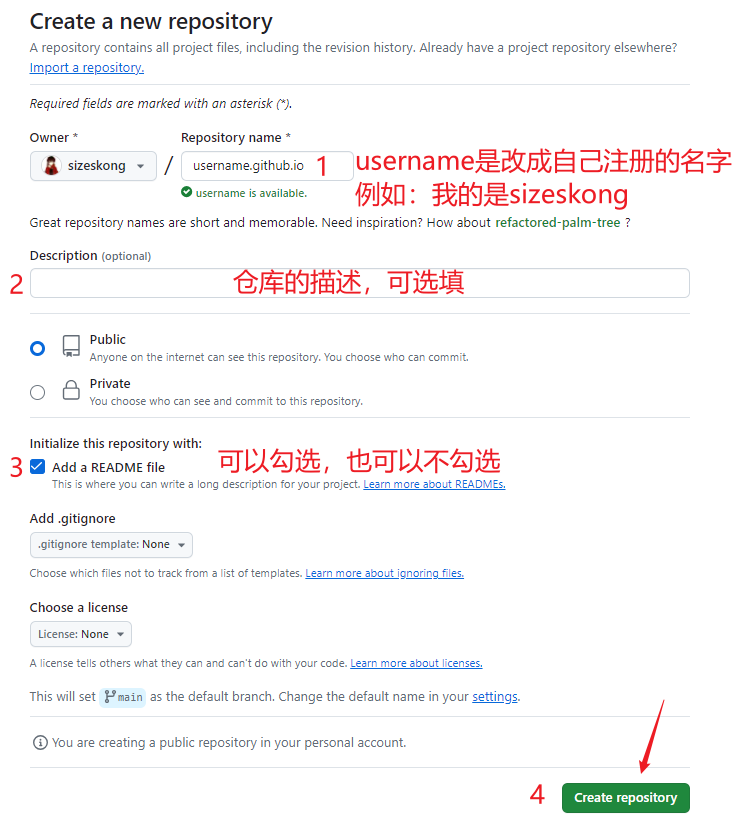 Create a new repository
A repository contains all project files, including the revision history. Already have a project repository elsewhere?
Import a repository.
Required fields are marked with an asterisk (*).
Owner *
Repository name *
sizeskong
/
username.github.io
1
username是改成自己注册的名字
例如：我的是sizeskong
username is available.
Great repository names are short and memorable. Need inspiration? How about refactored-palm-tree ?
Description (optional)
2
仓库的描述，可选填
Public
Anyone on the internet can see this repository. You choose who can commit.
Private
You choose who can see and commit to this repository.
Initialize this repository with:
3
Add a README file
可以勾选，也可以不勾选
This is where you can write a long description for your project. Learn more about READMEs.
Add .gitignore
.gitignore template: None
Choose which files not to track from a list of templates. Learn more about ignoring files.
Choose a license
License: None
A license tells others what they can and can't do with your code. Learn more about licenses.
This will set main as the default branch. Change the default name in your settings.
You are creating a public repository in your personal account.
4
Create repository